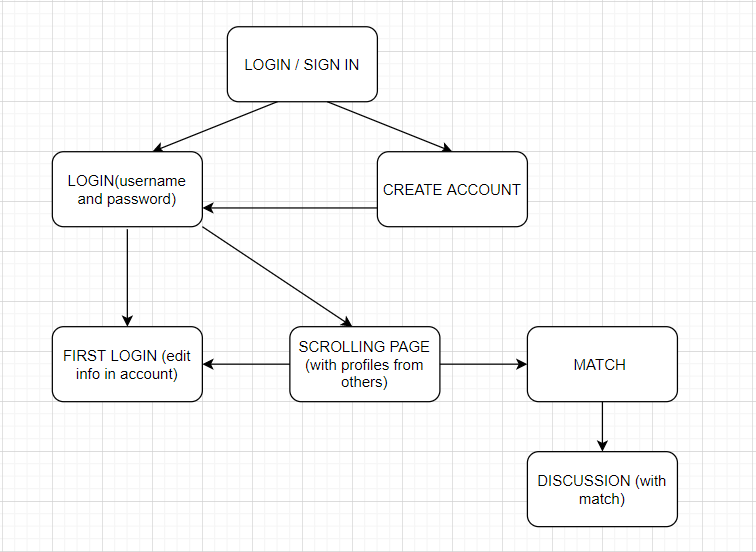 LOGIN / SIGN IN
LOGIN(username
and password)
CREATE ACCOUNT
FIRST LOGIN (edit
info in account)
SCROLLING PAGE
(with profiles from
others)
MATCH
DISCUSSION (with
match)